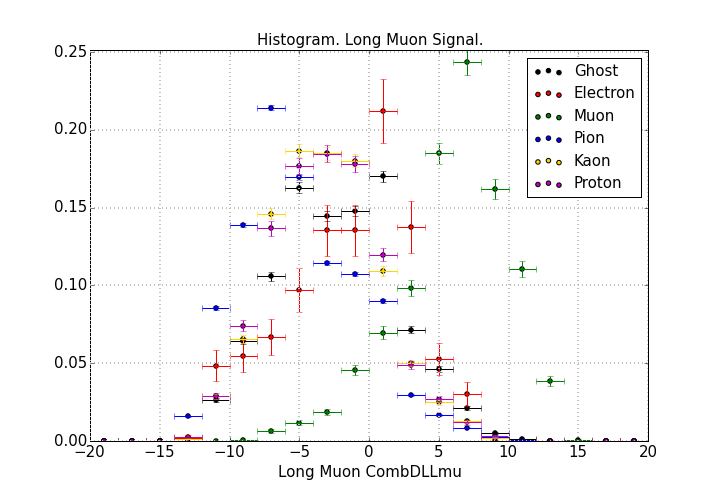 Histogram. Long Muon Signal.
0.25
0.20
0.15
0.10
0.05
0.00
Ghost
Electron
Muon
Pion
Kaon
Proton
−20 −15 −10 −5 0 5 10 15 20
Long Muon CombDLLmu